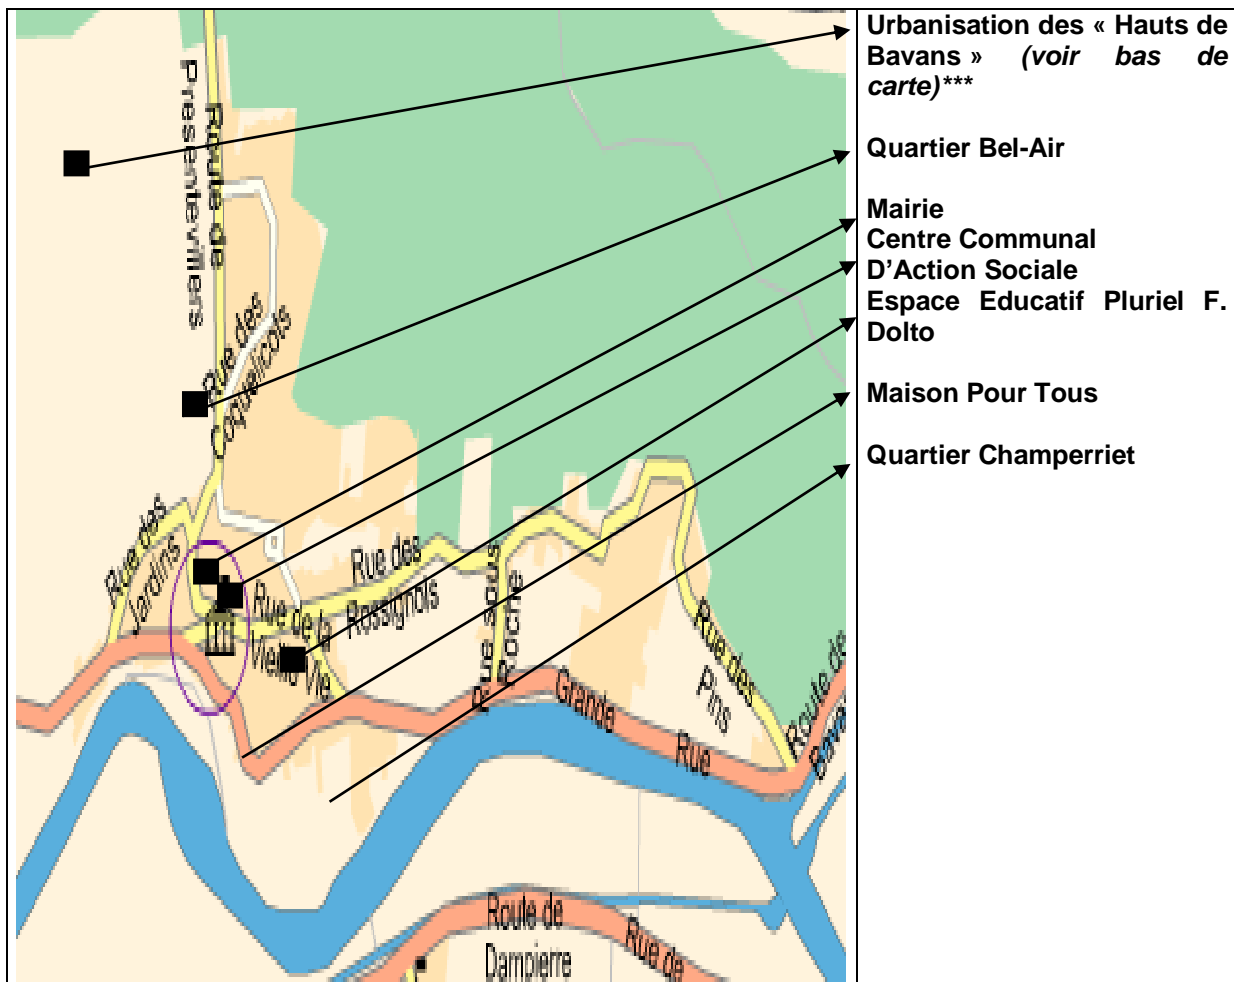 Urbanisation des « Hauts de
Bavans » (voir bas de
carte)***
Quartier Bel-Air
Mairie
Centre Communal
D’Action Sociale
Espace Educatif Pluriel F.
Dolto
Maison Pour Tous
Quartier Champerriet
Route de
Presentevillers
Rue des
Coquelicots
Rue des
Jardins
Rue des
Rossignols
Rue de la
Vieille Vie
Rue sous
Roche
Rue des
Pins
Grande
Rue
Route de
Bava
Route de
Dampierre
Rue de